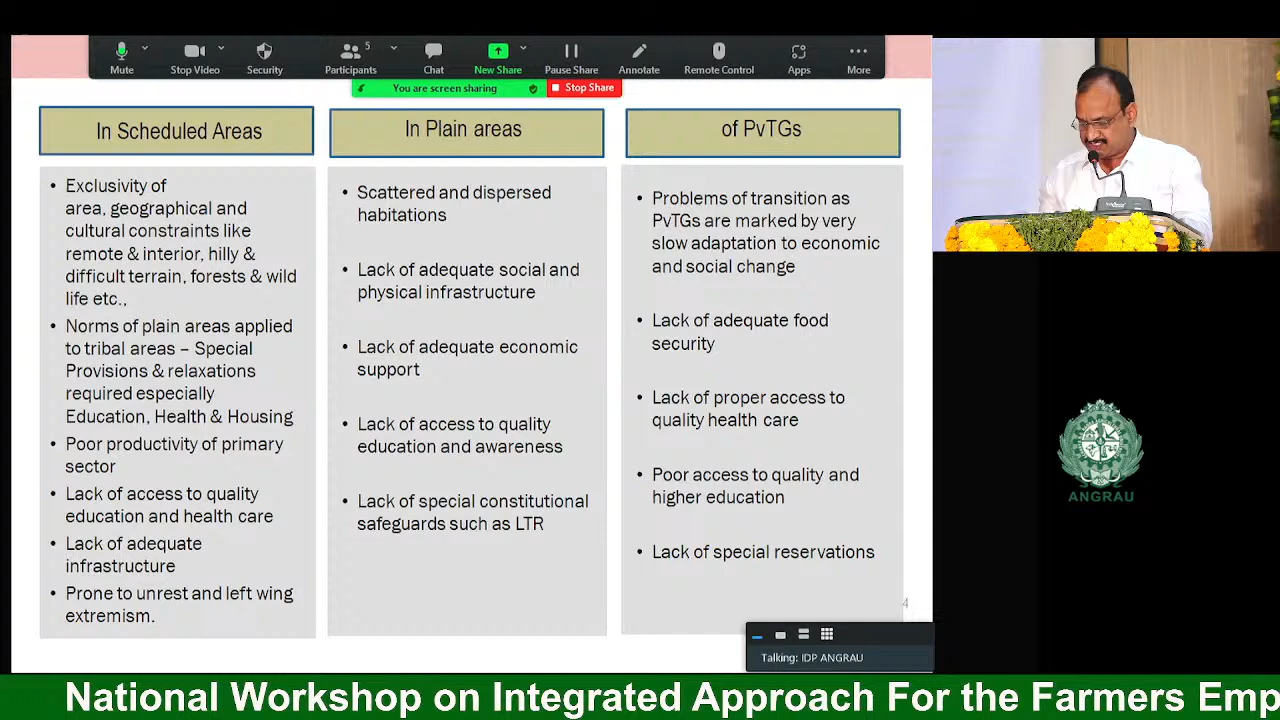 5
Mute
Stop Video
Security
Participants
Chat
New Share
Pause Share
Annotate
Remote Control
Apps
More
You are screen sharing
Stop Share
In Scheduled Areas
• Exclusivity of
area, geographical and
cultural constraints like
remote & interior, hilly &
difficult terrain, forests & wild
life etc.,
• Norms of plain areas applied
to tribal areas – Special
Provisions & relaxations
required especially
Education, Health & Housing
• Poor productivity of primary
sector
• Lack of access to quality
education and health care
• Lack of adequate
infrastructure
• Prone to unrest and left wing
extremism.
In Plain areas
• Scattered and dispersed
habitations
• Lack of adequate social and
physical infrastructure
• Lack of adequate economic
support
• Lack of access to quality
education and awareness
• Lack of special constitutional
safeguards such as LTR
of PvTGs
• Problems of transition as
PvTGs are marked by very
slow adaptation to economic
and social change
• Lack of adequate food
security
• Lack of proper access to
quality health care
• Poor access to quality and
higher education
• Lack of special reservations
4
Talking: IDP ANGRAU
ANGRAU
National Workshop on Integrated Approach For the Farmers Emp